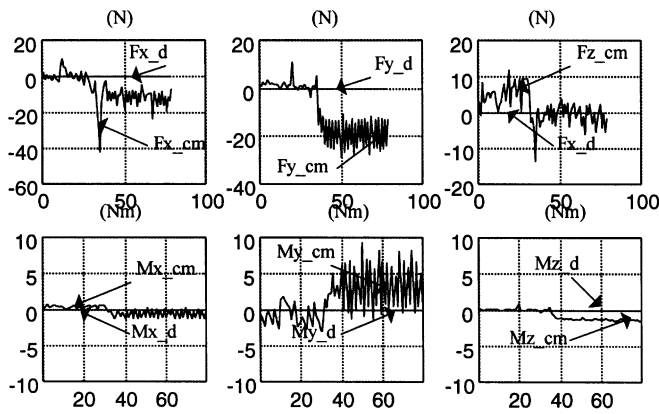 (N) (N) (N)
20 20 20
Fx_d Fy_d Fz_cm
0 0 10
-20 -20 0
-40 Fx_cm Fy_cm Fx_d -10
-60 -40 20
0 50 100 0 50 100 0 50 100
(Nm) (Nm) (Nm)
10 10 10
Mx_cm My_cm Mz_d
5 5 5
0 0 0
Mx_d My_d Mz_cm
-5 -5 -5
-10 -10 -10
20 40 60 20 40 60 20 40 60